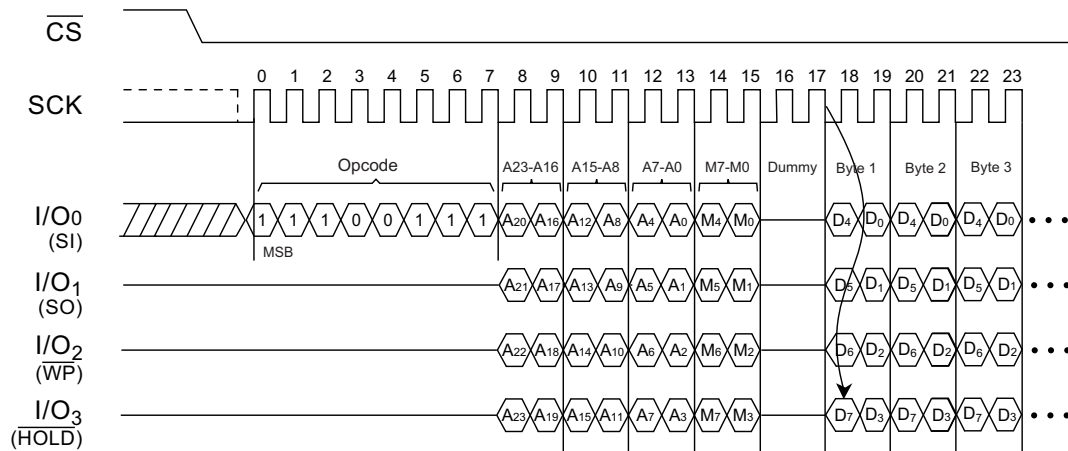 CS
0 1 2 3 4 5 6 7 8 9 10 11 12 13 14 15 16 17 18 19 20 21 22 23
SCK
Opcode A23-A16 A15-A8 A7-A0 M7-M0 Dummy Byte 1 Byte 2 Byte 3
I/O0 1 1 1 0 0 1 1 1 A20 A16 A12 A8 A4 A0 M4 M0 D4 D0 D4 D0 D4 D0
(SI)
MSB
I/O1 A21 A17 A13 A9 A5 A1 M5 M1 D5 D1 D5 D1 D5 D1
(SO)
I/O2 A22 A18 A14 A10 A6 A2 M6 M2 D6 D2 D6 D2 D6 D2
(WP)
I/O3 A23 A19 A15 A11 A7 A3 M7 M3 D7 D3 D7 D3 D7 D3
(HOLD)